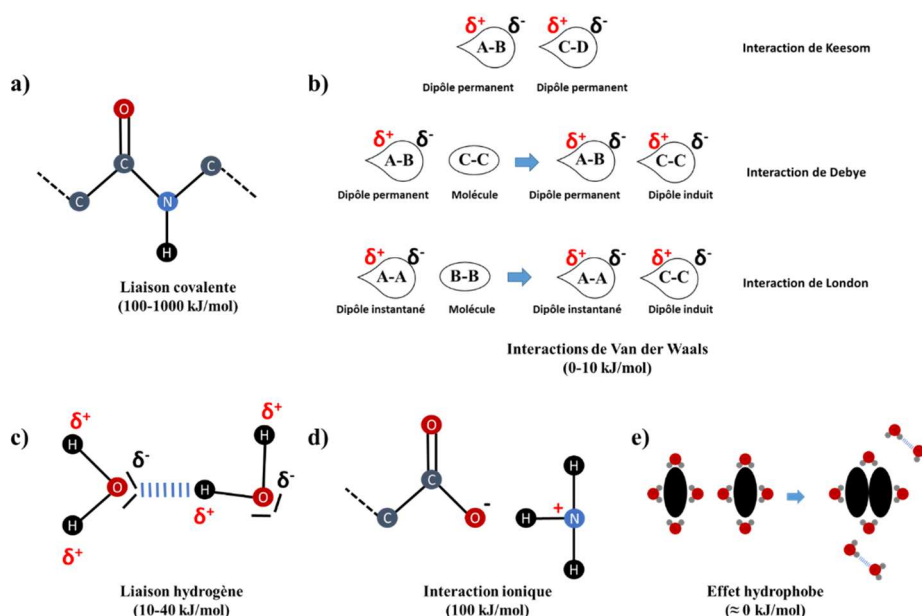 a)
O
C
C
C
N
H
Liaison covalente
(100-1000 kJ/mol)
b)
δ+ δ- δ+ δ-
A-B C-D
Dipôle permanent Dipôle permanent
Interaction de Keesom
δ+ δ- δ+ δ- δ+ δ-
A-B C-C A-B C-C
Dipôle permanent Molécule Dipôle permanent Dipôle induit
Interaction de Debye
δ+ δ- δ+ δ- δ+ δ-
A-A B-B A-A C-C
Dipôle instantané Molécule Dipôle instantané Dipôle induit
Interaction de London
Interactions de Van der Waals
(0-10 kJ/mol)
c)
δ+ δ+
H H
δ- δ-
O H O
δ+
H
δ+
Liaison hydrogène
(10-40 kJ/mol)
d)
O
C
C O -
H
H + N
H
Interaction ionique
(100 kJ/mol)
e)
Effet hydrophobe
(≈ 0 kJ/mol)